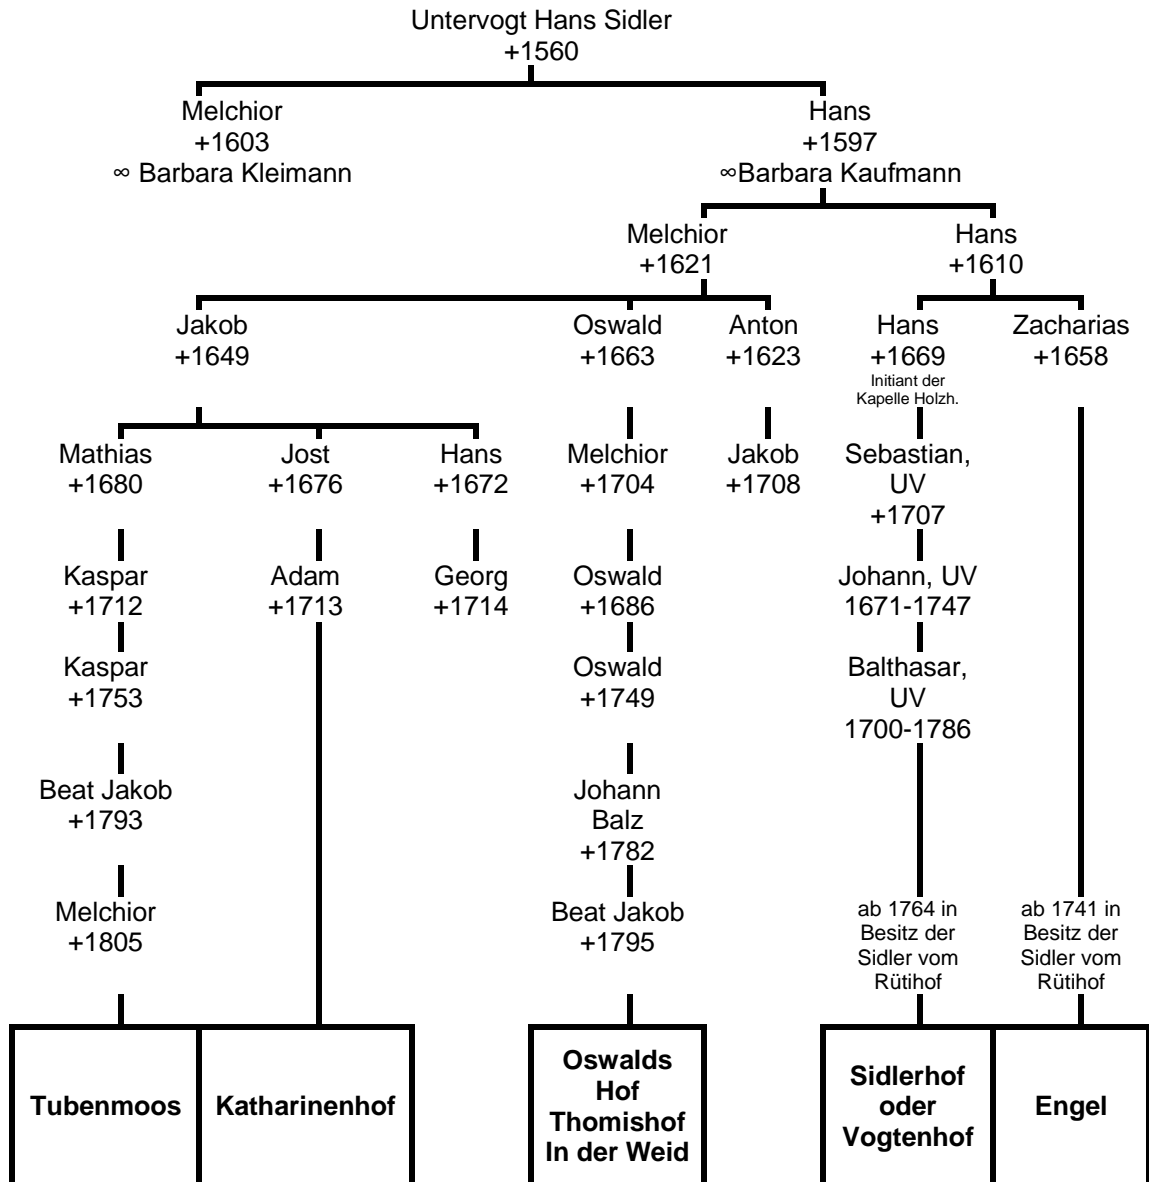 Untervogt Hans Sidler
+1560
Melchior
+1603
∞ Barbara Kleimann
Hans
+1597
∞Barbara Kaufmann
Melchior
+1621
Hans
+1610
Jakob
+1649
Oswald
+1663
Anton
+1623
Hans
+1669
Initiant der
Kapelle Holzh.
Zacharias
+1658
Mathias
+1680
Jost
+1676
Hans
+1672
Melchior
+1704
Jakob
+1708
Sebastian,
UV
+1707
Kaspar
+1712
Adam
+1713
Georg
+1714
Oswald
+1686
Johann, UV
1671-1747
Kaspar
+1753
Oswald
+1749
Balthasar,
UV
1700-1786
Beat Jakob
+1793
Johann
Balz
+1782
Melchior
+1805
Beat Jakob
+1795
ab 1764 in
Besitz der
Sidler vom
Rütihof
ab 1741 in
Besitz der
Sidler vom
Rütihof
Tubenmoos
Katharinenhof
Oswalds
Hof
Thomishof
In der Weid
Sidlerhof
oder
Vogtenhof
Engel